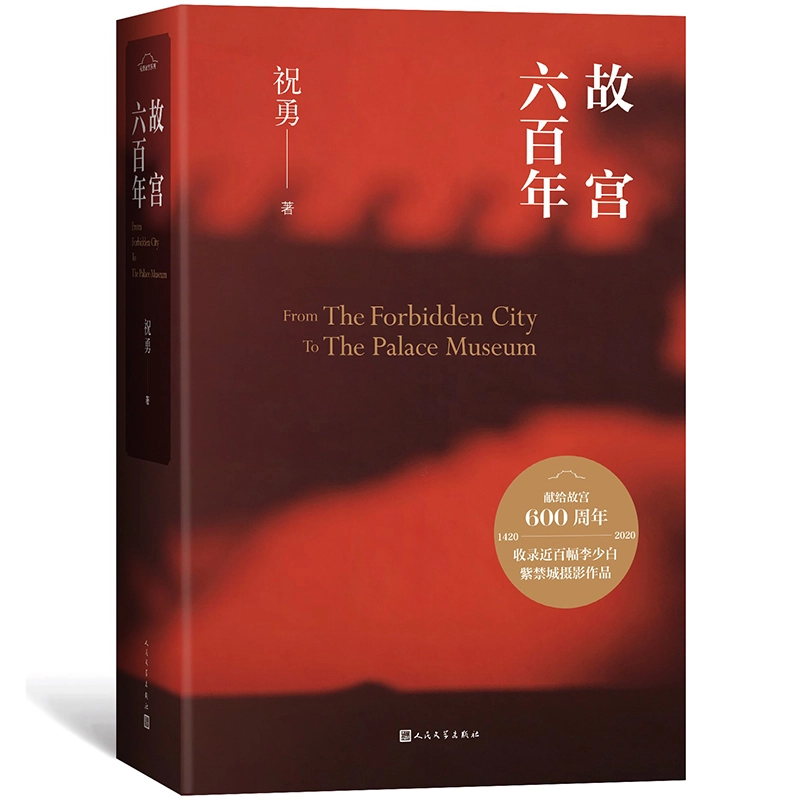 故宫
六百年
祝勇
著
From The Forbidden City
To The Palace Museum
献给故宫
600 周年
1420
2020
收录近百幅李少白
紫禁城摄影作品
人民文学出版社
故宫
六百年
From
Forbidden City
To
The Palace Museum
祝勇
著
人民文学出版社